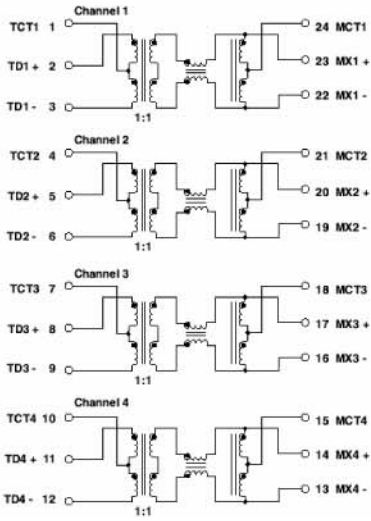 Channel 1
TCT1 1
24 MCT1
TD1 + 2
23 MX1 +
22 MX1 -
TD1 - 3
1:1
Channel 2
TCT2 4
21 MCT2
TD2 + 5
20 MX2 +
19 MX2 -
TD2 - 6
1:1
Channel 3
TCT3 7
18 MCT3
TD3 + 8
17 MX3 +
16 MX3 -
TD3 - 9
1:1
Channel 4
TCT4 10
15 MCT4
TD4 + 11
14 MX4 +
13 MX4 -
TD4 - 12
1:1